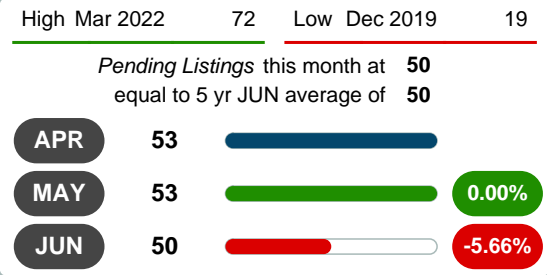 High Mar 2022 72 Low Dec 2019 19
Pending Listings this month at 50
equal to 5 yr JUN average of 50
APR 53
MAY 53 0.00%
JUN 50 -5.66%